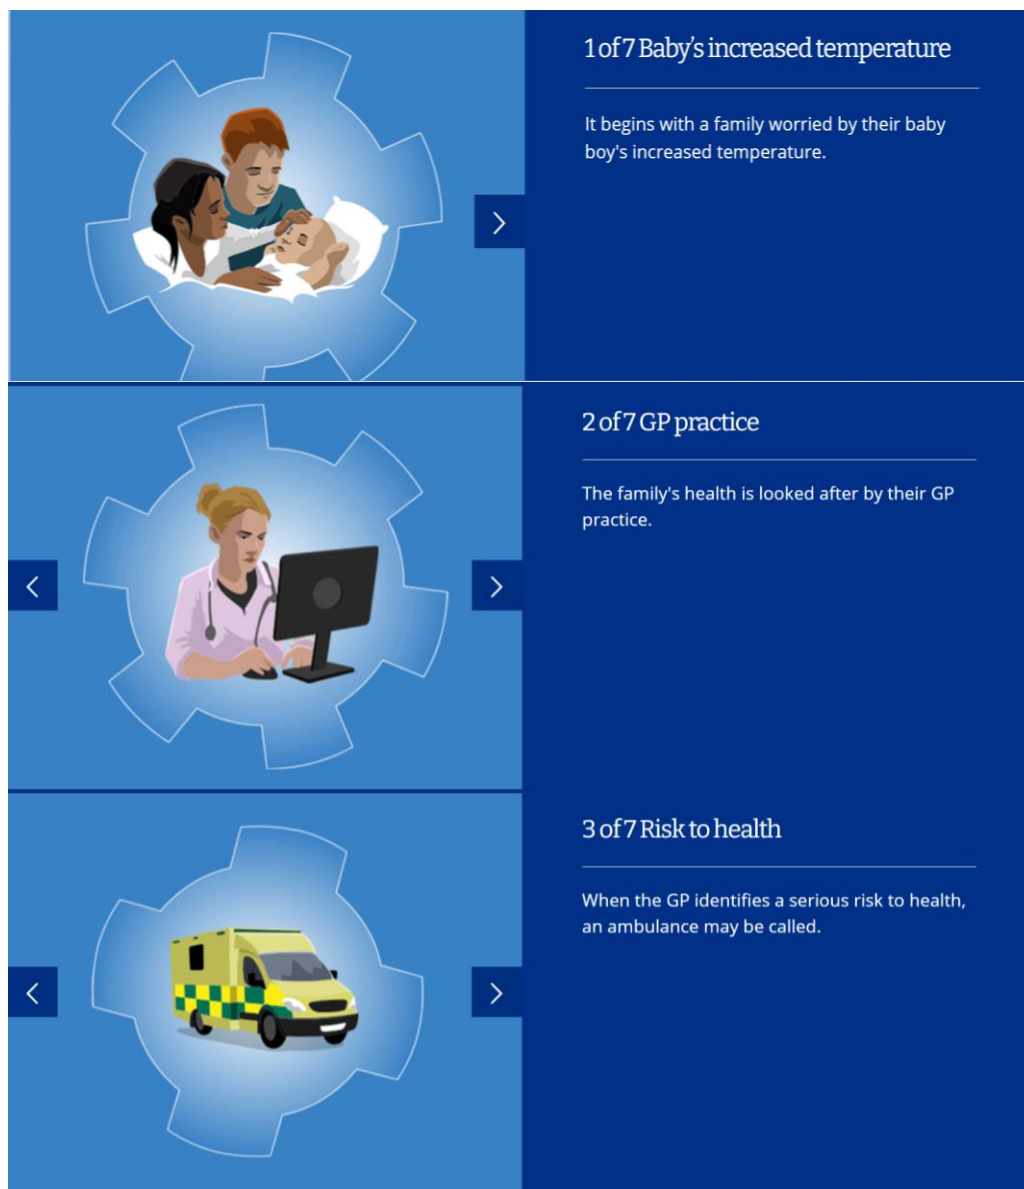 1 of 7 Baby’s increased temperature
It begins with a family worried by their baby
boy's increased temperature.
2 of 7 GP practice
The family's health is looked after by their GP
practice.
3 of 7 Risk to health
When the GP identifies a serious risk to health,
an ambulance may be called.